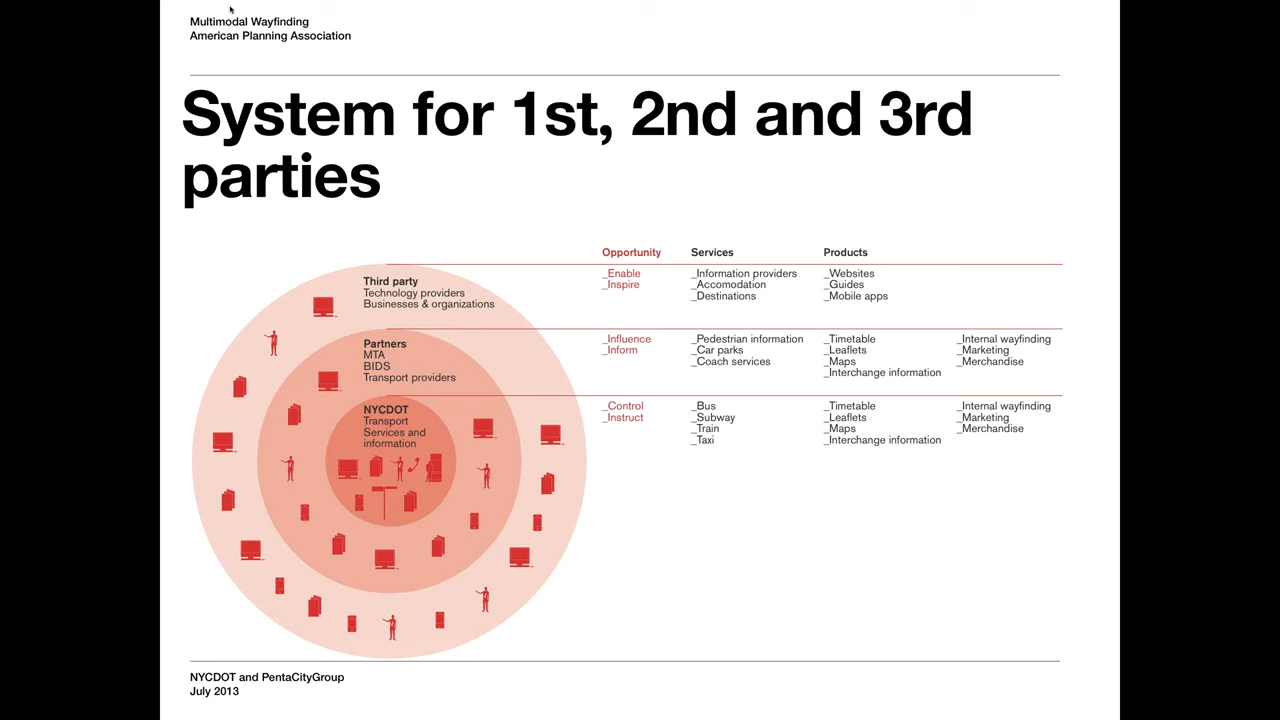 Multimodal Wayfinding
American Planning Association
System for 1st, 2nd and 3rd
parties
Opportunity
Services
Products
Third party
Technology providers
Businesses & organizations
_Enable
_Inspire
_Information providers
_Accomodation
_Destinations
_Websites
_Guides
_Mobile apps
Partners
MTA
BIDS
Transport providers
_Influence
_Inform
_Pedestrian information
_Car parks
_Coach services
_Timetable
_Leaflets
_Maps
_Interchange information
_Internal wayfinding
_Marketing
_Merchandise
NYCDOT
Transport
Services and
information
_Control
_Instruct
_Bus
_Subway
_Train
_Taxi
_Timetable
_Leaflets
_Maps
_Interchange information
_Internal wayfinding
_Marketing
_Merchandise
NYCDOT and PentaCityGroup
July 2013